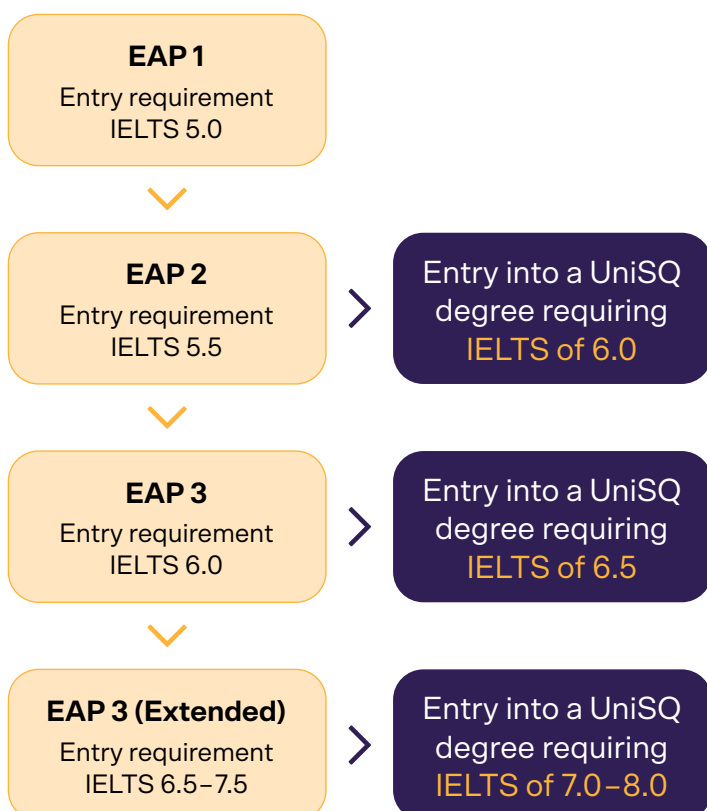 EAP 1
Entry requirement
IELTS 5.0
EAP 2
Entry requirement
IELTS 5.5
Entry into a UniSQ
degree requiring
IELTS of 6.0
EAP 3
Entry requirement
IELTS 6.0
Entry into a UniSQ
degree requiring
IELTS of 6.5
EAP 3 (Extended)
Entry requirement
IELTS 6.5–7.5
Entry into a UniSQ
degree requiring
IELTS of 7.0–8.0